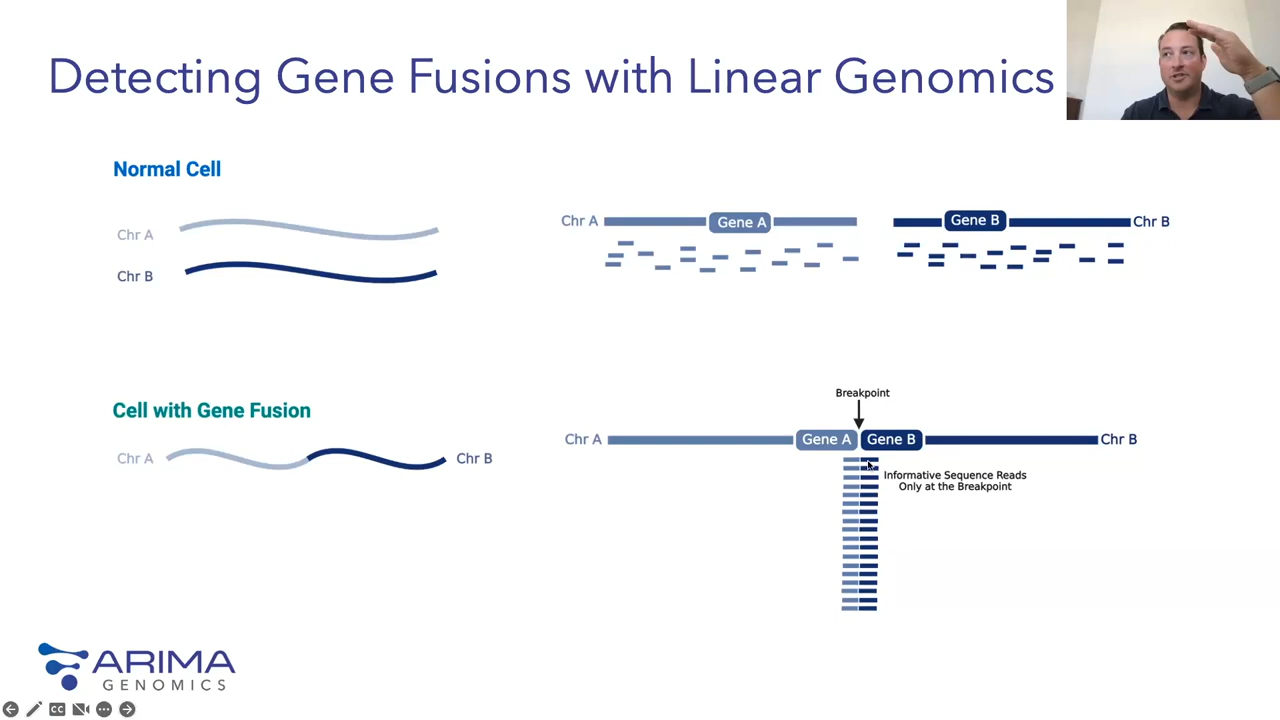 Detecting Gene Fusions with Linear Genomics
Normal Cell
Chr A
Chr B
Chr A
Gene A
Gene B
Chr B
Cell with Gene Fusion
Chr A
Chr B
Breakpoint
Chr A
Gene A
Gene B
Chr B
Informative Sequence Reads
Only at the Breakpoint
ARIMA
GENOMICS
CC